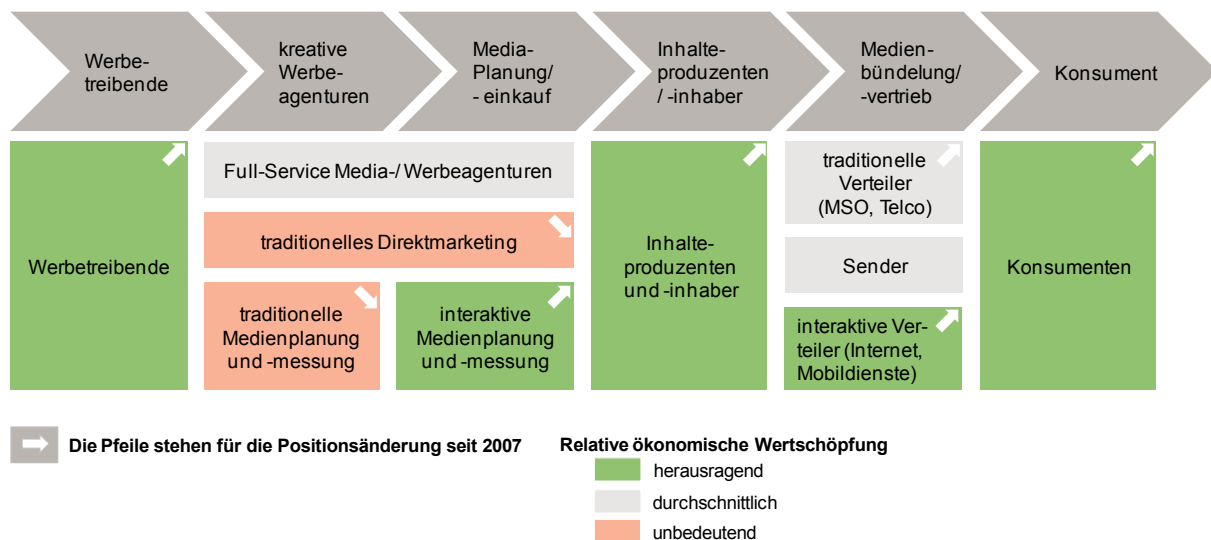 Werbe-
treibende
kreative
Werbe-
agenturen
Media-
Planung/
- einkauf
Inhalte-
produzenten
/ -inhaber
Medien-
bündelung/
-vertrieb
Konsument
Werbetreibende
Full-Service Media-/ Werbeagenturen
traditionelles Direktmarketing
traditionelle
Medienplanung
und -messung
interaktive
Medienplanung
und -messung
Inhalte-
produzenten
und -inhaber
traditionelle
Verteiler
(MSO, Telco)
Sender
interaktive Ver-
teiler (Internet,
Mobildienste)
Konsumenten
Die Pfeile stehen für die Positionsänderung seit 2007
Relative ökonomische Wertschöpfung
herausragend
durchschnittlich
unbedeutend